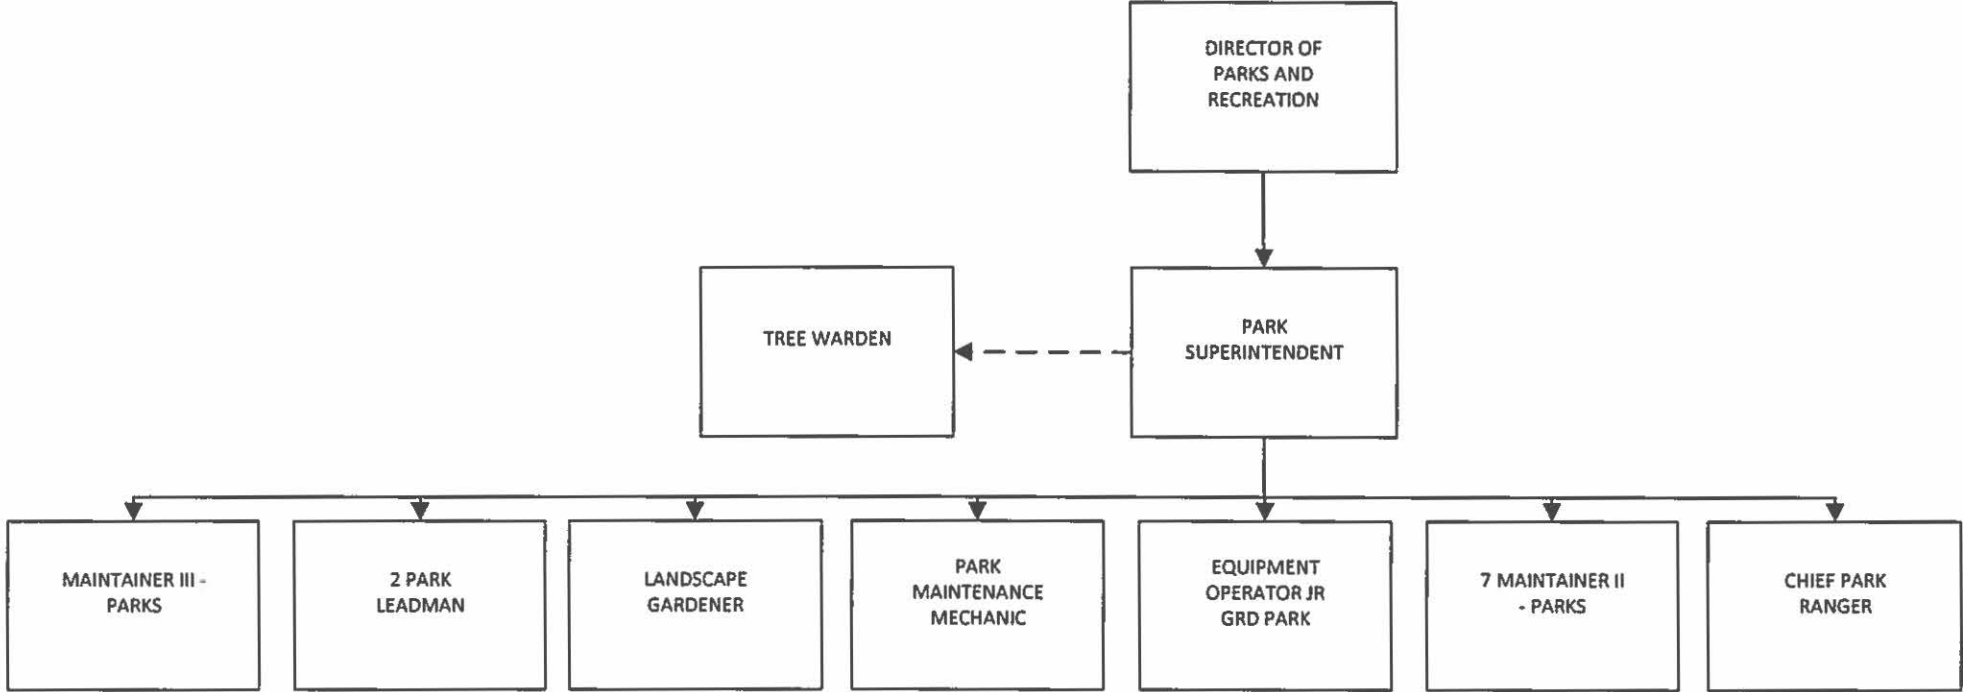 DIRECTOR OF
PARKS AND
RECREATION
TREE WARDEN
PARK
SUPERINTENDENT
MAINTAINER III -
PARKS
2 PARK
LEADMAN
LANDSCAPE
GARDENER
PARK
MAINTENANCE
MECHANIC
EQUIPMENT
OPERATOR JR
GRD PARK
7 MAINTAINER II
- PARKS
CHIEF PARK
RANGER